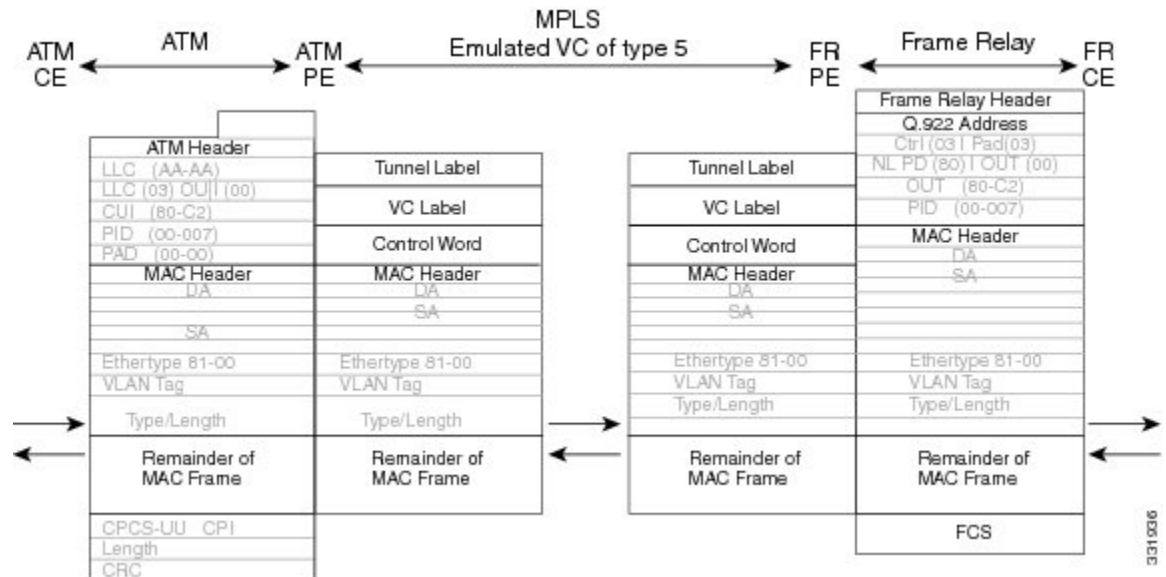 MPLS
Emulated VC of type 5
ATM CE
ATM
ATM PE
FR PE
Frame Relay
FR CE
ATM Header
LLC (AA-AA)
LLC (03) OU|I (00)
CUI (80-C2)
PID (00-007)
PAD (00-00)
MAC Header
DA
SA
Ethertype 81-00
VLAN Tag
Type/Length
Remainder of
MAC Frame
CPCS-UU CPI
Length
CRC
Tunnel Label
VC Label
Control Word
MAC Header
DA
SA
Ethertype 81-00
VLAN Tag
Type/Length
Remainder of
MAC Frame
Tunnel Label
VC Label
Control Word
MAC Header
DA
SA
Ethertype 81-00
VLAN Tag
Type/Length
Remainder of
MAC Frame
Frame Relay Header
Q.922 Address
Ctrl (03 | Pad(03)
NL PD (80) | OUT (00)
OUT (80-C2)
PID (00-007)
MAC Header
DA
SA
Ethertype 81-00
VLAN Tag
Type/Length
Remainder of
MAC Frame
FCS
331936